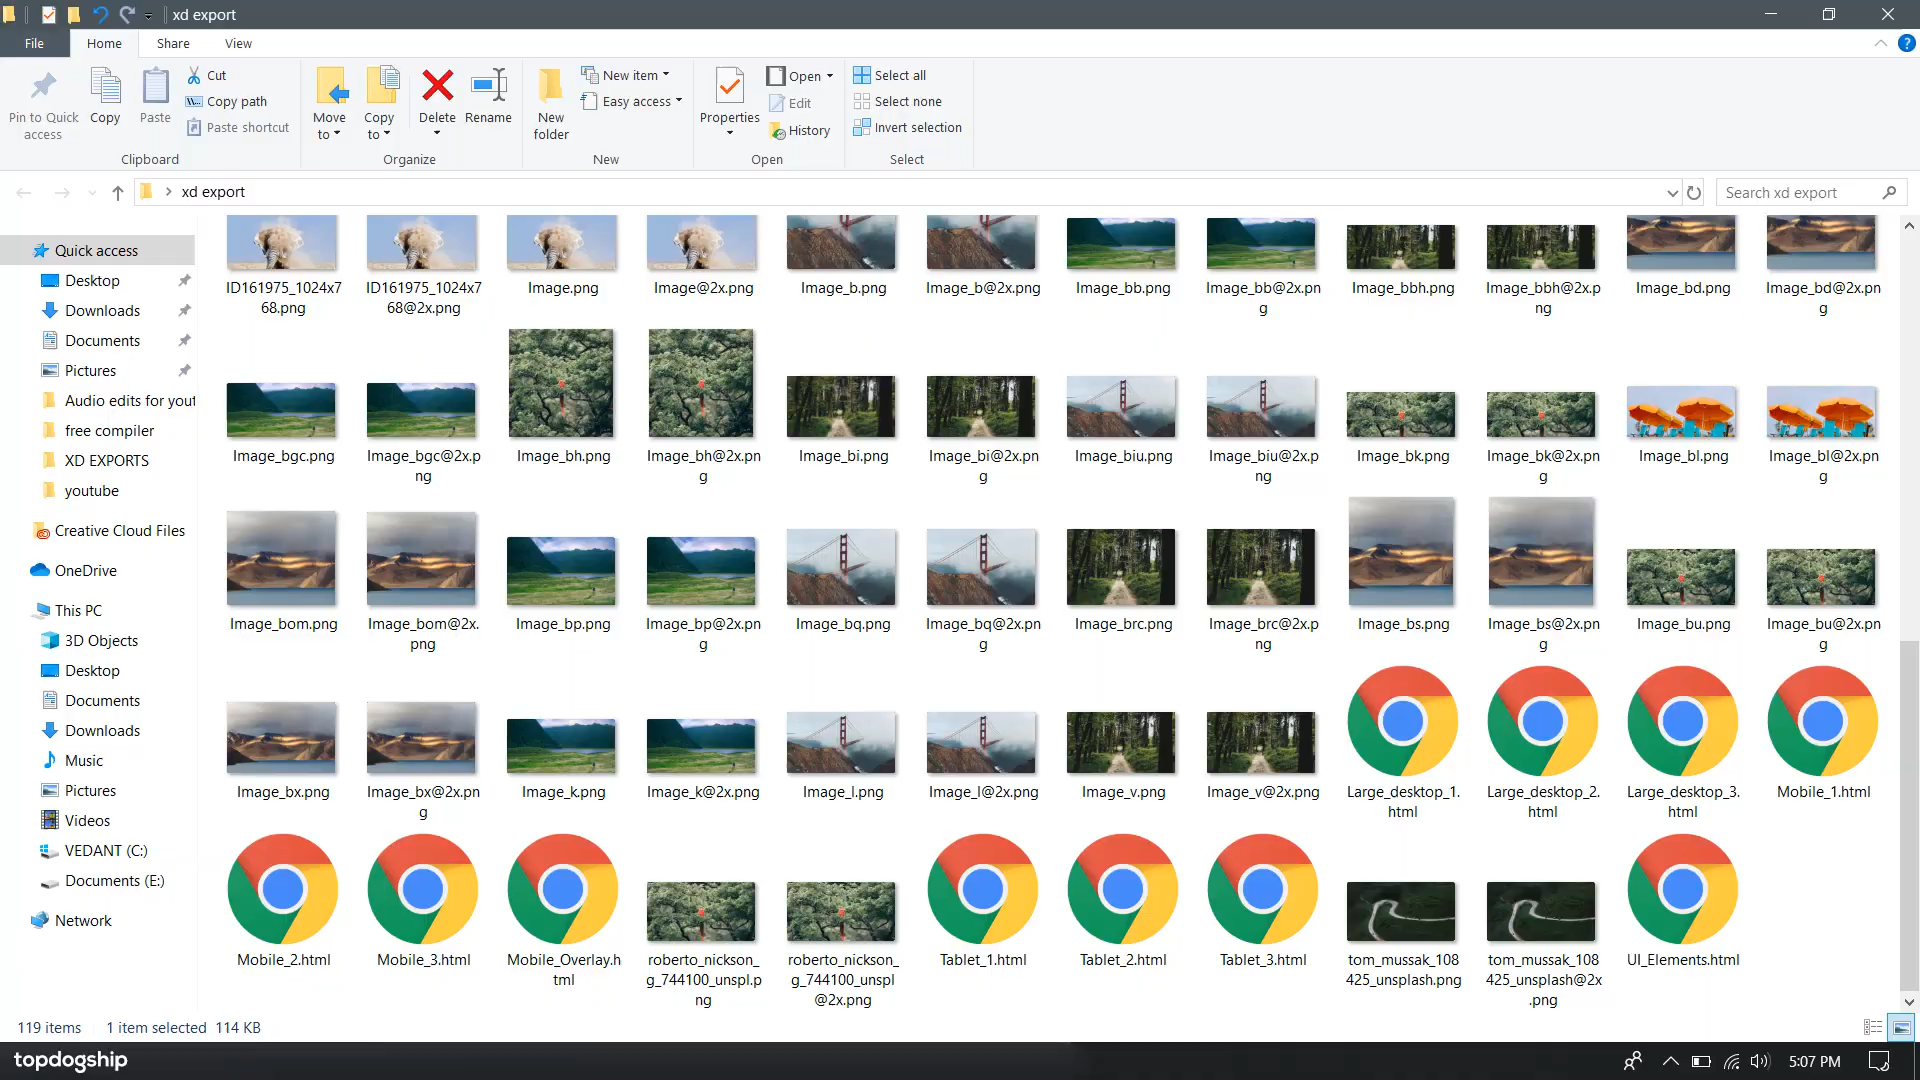 xd export
File
Home
Share
View
Pin to Quick
access
Copy
Paste
Cut
Copy path
Paste shortcut
Clipboard
Move
to
Copy
to
Delete
Rename
Organize
New
folder
New item
Easy access
New
Properties
Open
Edit
History
Open
Select all
Select none
Invert selection
Select
xd export
Search xd export
Quick access
Desktop
Downloads
Documents
Pictures
Audio edits for yout
free compiler
XD EXPORTS
youtube
Creative Cloud Files
OneDrive
This PC
3D Objects
Desktop
Documents
Downloads
Music
Pictures
Videos
VEDANT (C:)
Documents (E:)
Network
ID161975_1024x7
68.png
ID161975_1024x7
68@2x.png
Image.png
Image@2x.png
Image_b.png
Image_b@2x.png
Image_bb.png
Image_bb@2x.pn
g
Image_bbh.png
Image_bbh@2x.p
ng
Image_bd.png
Image_bd@2x.pn
g
Image_bgc.png
Image_bgc@2x.p
ng
Image_bh.png
Image_bh@2x.pn
g
Image_bi.png
Image_bi@2x.pn
g
Image_biu.png
Image_biu@2x.p
ng
Image_bk.png
Image_bk@2x.pn
g
Image_bl.png
Image_bl@2x.pn
g
Image_bom.png
Image_bom@2x.
png
Image_bp.png
Image_bp@2x.pn
g
Image_bq.png
Image_bq@2x.pn
g
Image_brc.png
Image_brc@2x.p
ng
Image_bs.png
Image_bs@2x.pn
g
Image_bu.png
Image_bu@2x.pn
g
Image_bx.png
Image_bx@2x.pn
g
Image_k.png
Image_k@2x.png
Image_l.png
Image_l@2x.png
Image_v.png
Image_v@2x.png
Large_desktop_1.
html
Large_desktop_2.
html
Large_desktop_3.
html
Mobile_1.html
Mobile_2.html
Mobile_3.html
Mobile_Overlay.h
tml
roberto_nickson_
g_744100_unspl.p
ng
roberto_nickson_
g_744100_unspl
@2x.png
Tablet_1.html
Tablet_2.html
Tablet_3.html
tom_mussak_108
425_unsplash.png
tom_mussak_108
425_unsplash@2x
.png
UI_Elements.html
119 items
1 item selected 114 KB
topdogship
5:07 PM